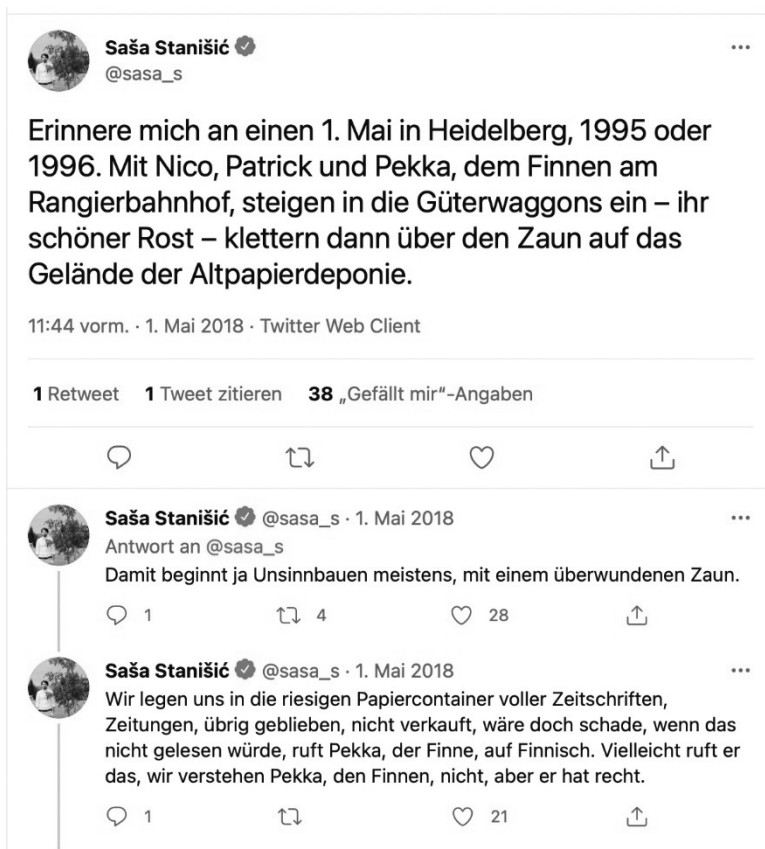 Saša Stanišić
@sasa_s
Erinnere mich an einen 1. Mai in Heidelberg, 1995 oder
1996. Mit Nico, Patrick und Pekka, dem Finnen am
Rangierbahnhof, steigen in die Güterwaggons ein – ihr
schöner Rost – klettern dann über den Zaun auf das
Gelände der Altpapierdeponie.
11:44 vorm. · 1. Mai 2018 · Twitter Web Client
1 Retweet 1 Tweet zitieren 38 „Gefällt mir“-Angaben
Saša Stanišić @sasa_s · 1. Mai 2018
Antwort an @sasa_s
Damit beginnt ja Unsinnbauen meistens, mit einem überwundenen Zaun.
1 4 28
Saša Stanišić @sasa_s · 1. Mai 2018
Wir legen uns in die riesigen Papiercontainer voller Zeitschriften,
Zeitungen, übrig geblieben, nicht verkauft, wäre doch schade, wenn das
nicht gelesen würde, ruft Pekka, der Finne, auf Finnisch. Vielleicht ruft er
das, wir verstehen Pekka, den Finnen, nicht, aber er hat recht.
1 21